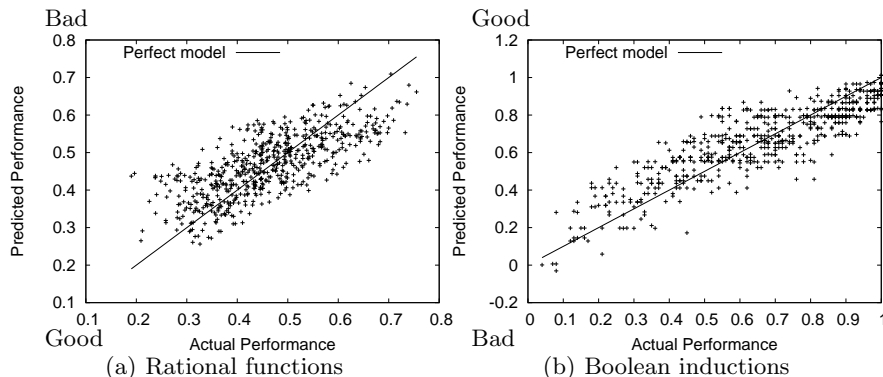 Bad
0.8
0.7
0.6
0.5
0.4
0.3
0.2
0.1
Predicted Performance
Perfect model
0.1 0.2 0.3 0.4 0.5 0.6 0.7 0.8
Good
Actual Performance
(a) Rational functions
Good
1.2
1
0.8
0.6
0.4
0.2
0
-0.2
Predicted Performance
Perfect model
0 0.1 0.2 0.3 0.4 0.5 0.6 0.7 0.8 0.9 1
Bad
Actual Performance
(b) Boolean inductions